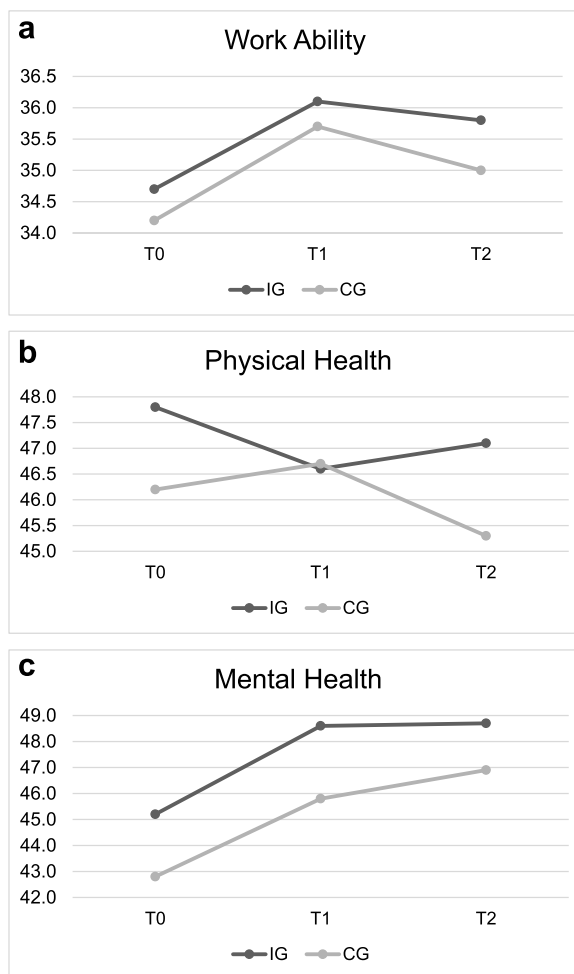 a
Work Ability
36.5
36.0
35.5
35.0
34.5
34.0
T0 T1 T2
IG CG
b
Physical Health
48.0
47.5
47.0
46.5
46.0
45.5
45.0
T0 T1 T2
IG CG
c
Mental Health
49.0
48.0
47.0
46.0
45.0
44.0
43.0
42.0
T0 T1 T2
IG CG